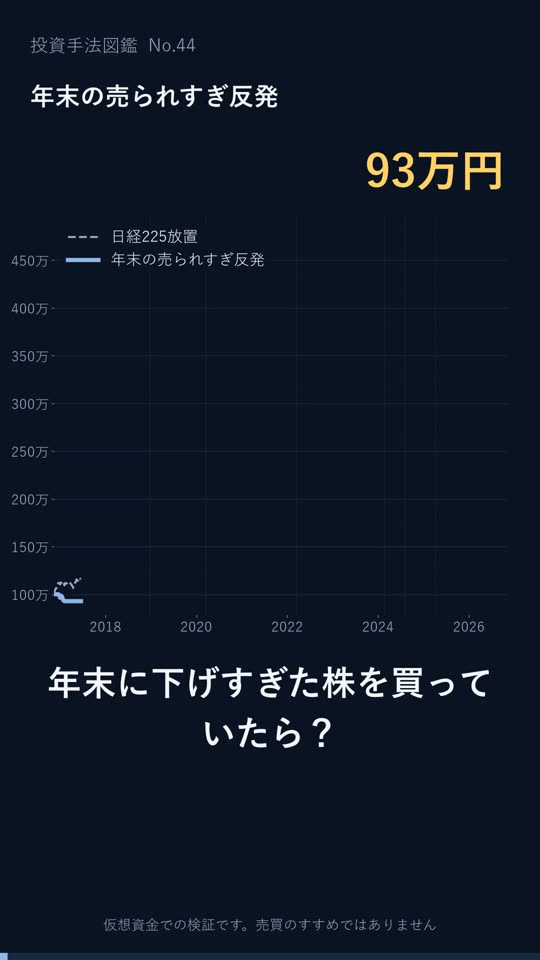 投資手法図鑑 No.44
年末の売られすぎ反発
93万円
日経225放置
年末の売られすぎ反発
450万
400万
350万
300万
250万
200万
150万
100万
2018 2020 2022 2024 2026
年末に下げすぎた株を買って
いたら？
仮想資金での検証です。売買のすすめではありません